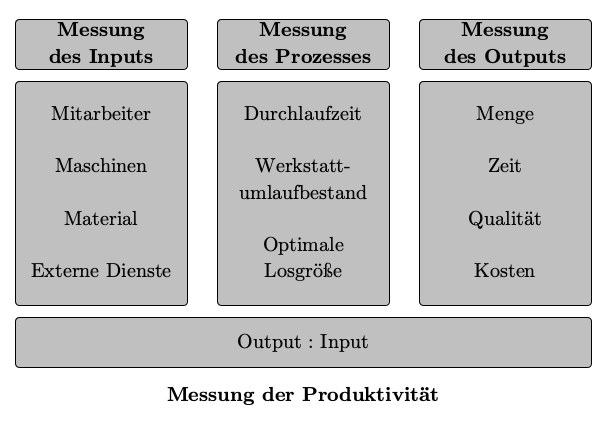 Messung
des Inputs
Messung
des Prozesses
Messung
des Outputs
Mitarbeiter
Maschinen
Material
Externe Dienste
Durchlaufzeit
Werkstatt-
umlaufbestand
Optimale
Losgröße
Menge
Zeit
Qualität
Kosten
Output : Input
Messung der Produktivität